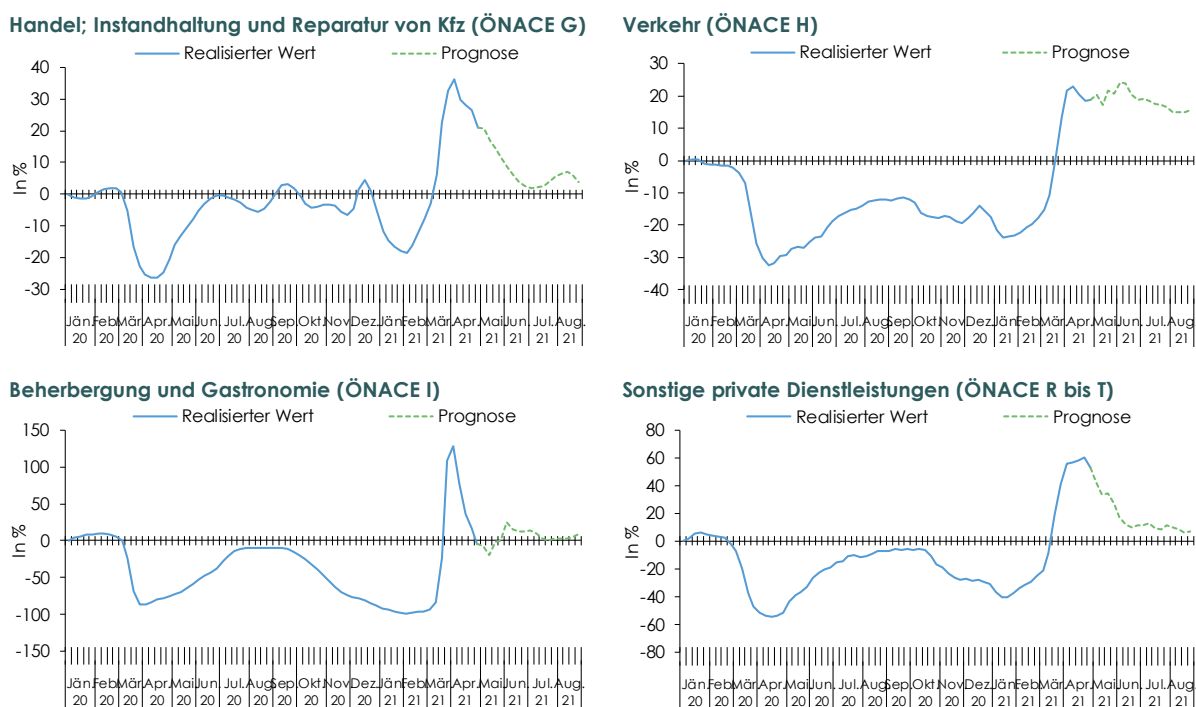 Handel; Instandhaltung und Reparatur von Kfz (ÖNACE G)
Realisierter Wert Prognose
In %
40
30
20
10
0
-10
-20
-30
Jän. Feb Mär Apr. Mai Jun. Jul. Aug Sep. Okt. Nov Dez. Jän Feb Mär Apr. Mai Jun. Jul. Aug.
20 20 20 20 20 20 20 20 20 20 20 20 21 21 21 21 21 21 21 21
Verkehr (ÖNACE H)
Realisierter Wert Prognose
In %
30
20
10
0
-10
-20
-30
-40
Jän. Feb Mär Apr. Mai Jun. Jul. Aug Sep. Okt. Nov Dez. Jän Feb Mär Apr. Mai Jun. Jul. Aug.
20 20 20 20 20 20 20 20 20 20 20 20 21 21 21 21 21 21 21 21
Beherbergung und Gastronomie (ÖNACE I)
Realisierter Wert Prognose
In %
150
100
50
0
-50
-100
-150
Jän. Feb Mär Apr. Mai Jun. Jul. Aug Sep. Okt. Nov Dez. Jän Feb Mär Apr. Mai Jun. Jul. Aug.
20 20 20 20 20 20 20 20 20 20 20 20 21 21 21 21 21 21 21 21
Sonstige private Dienstleistungen (ÖNACE R bis T)
Realisierter Wert Prognose
In %
80
60
40
20
0
-20
-40
-60
-80
Jän. Feb Mär Apr. Mai Jun. Jul. Aug Sep. Okt. Nov Dez. Jän Feb Mär Apr. Mai Jun. Jul. Aug.
20 20 20 20 20 20 20 20 20 20 20 20 21 21 21 21 21 21 21 21